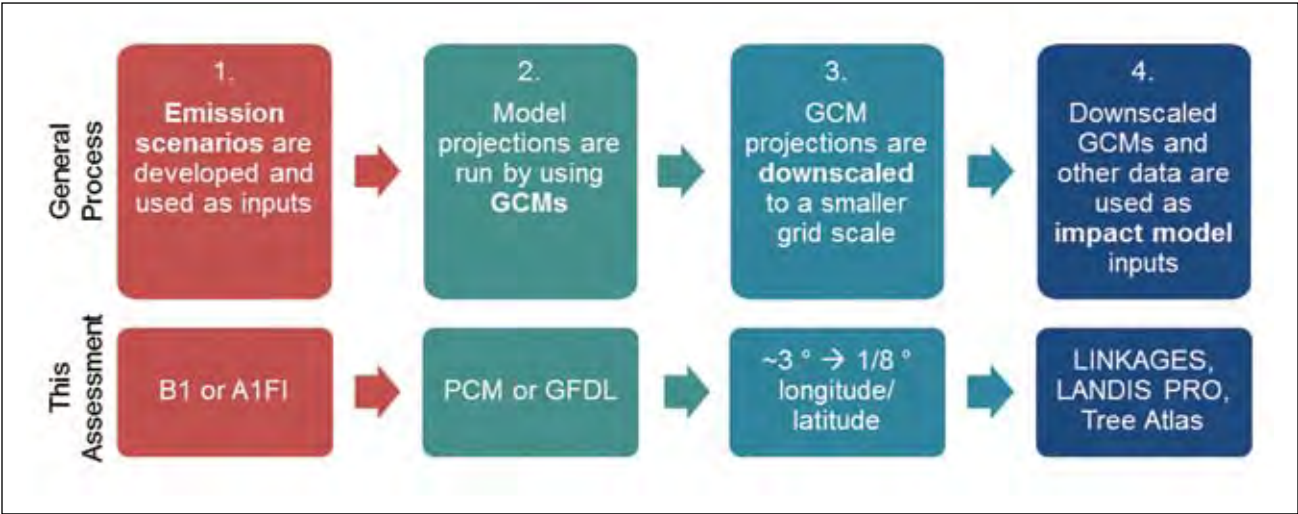 General
Process
1.
Emission
scenarios are
developed and
used as inputs
2.
Model
projections are
run by using
GCMs
3.
GCM
projections are
downscaled
to a smaller
grid scale
4.
Downscaled
GCMs and
other data are
used as
impact model
inputs
This
Assessment
B1 or A1FI
PCM or GFDL
~3 ° → 1/8 °
longitude/
latitude
LINKAGES,
LANDIS PRO,
Tree Atlas